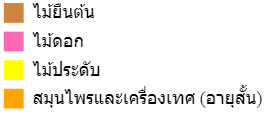 ไม้ยืนต้น
ไม้ดอก
ไม้ประดับ
สมุนไพรและเครื่องเทศ (อายุสั้น)